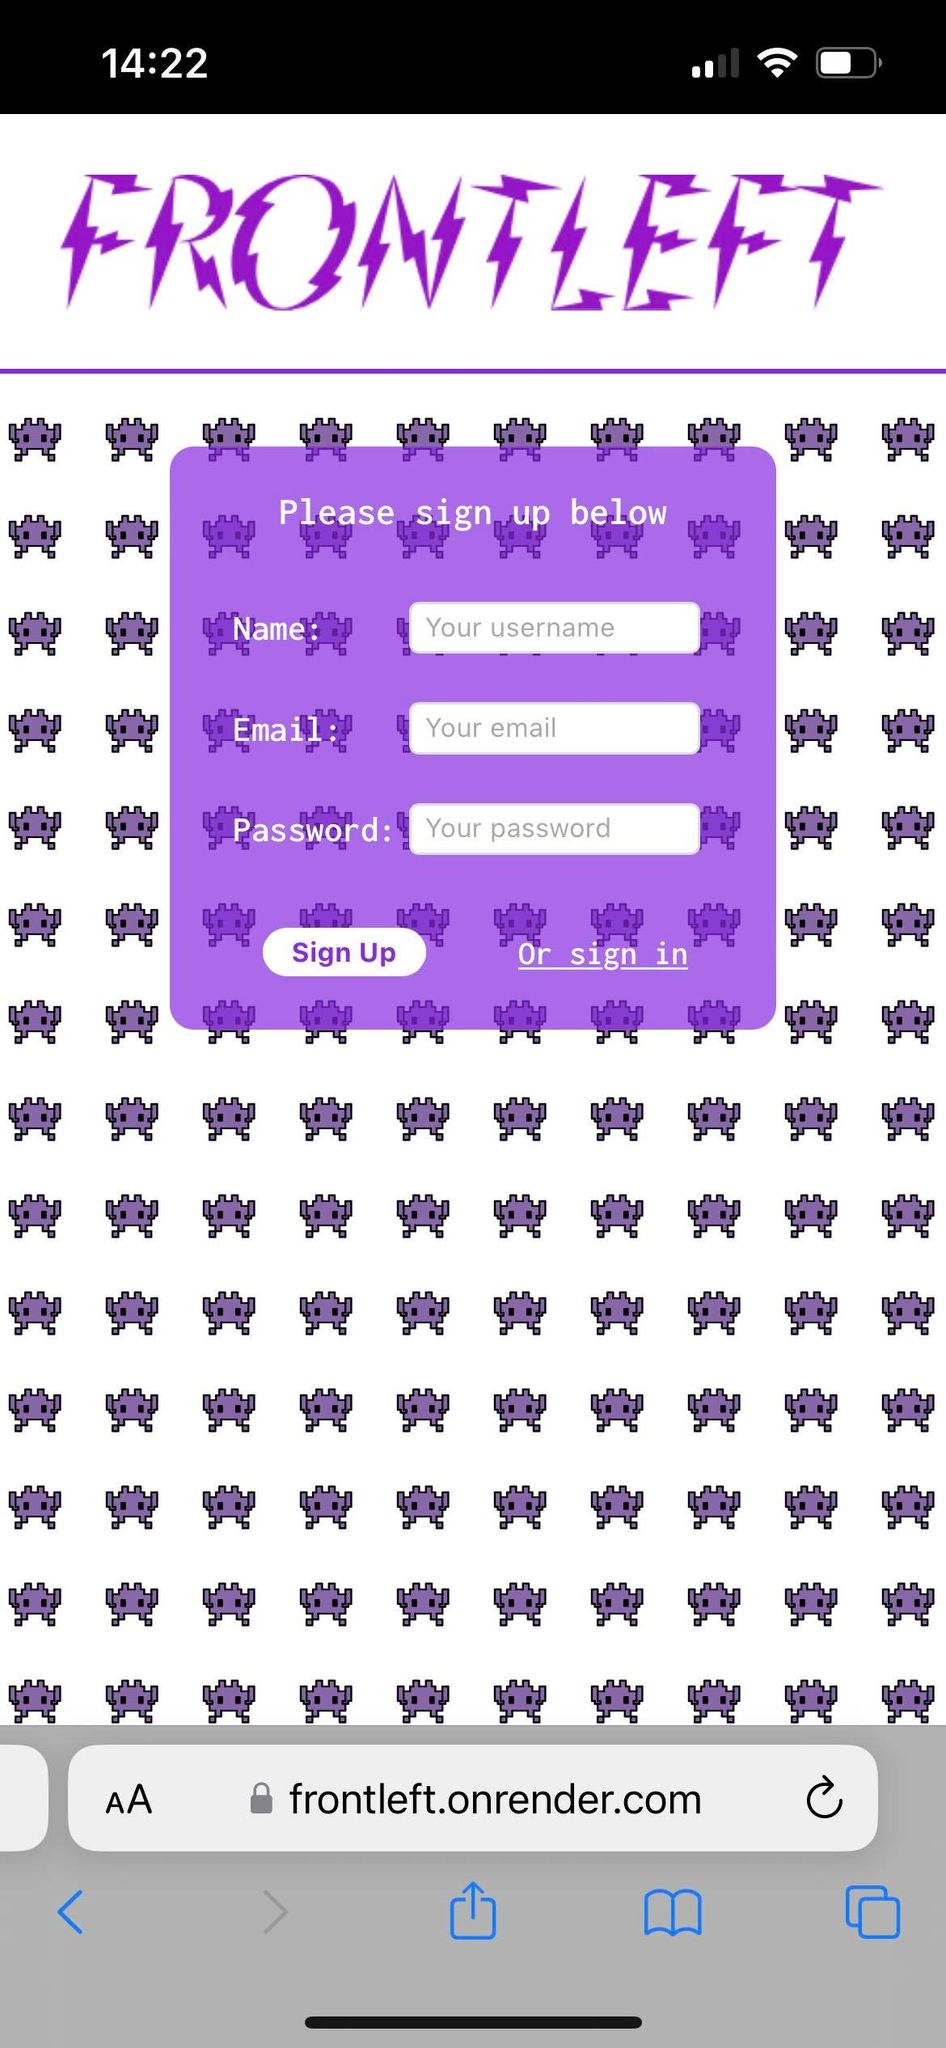 14:22
FRONTLEFT
Please sign up below
Name: Your username
Email: Your email
Password: Your password
Sign Up Or sign in
AA frontleft.onrender.com